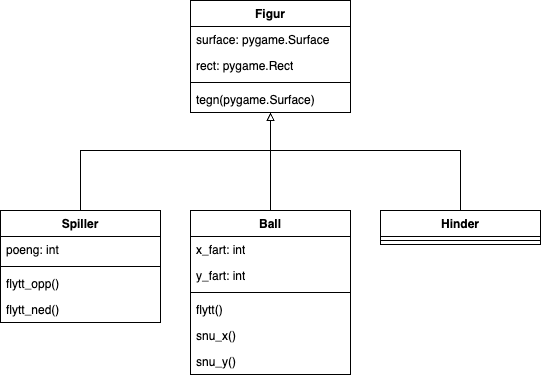 Figur
surface: pygame.Surface
rect: pygame.Rect
tegn(pygame.Surface)
Spiller
poeng: int
flytt_opp()
flytt_ned()
Ball
x_fart: int
y_fart: int
flytt()
snu_x()
snu_y()
Hinder